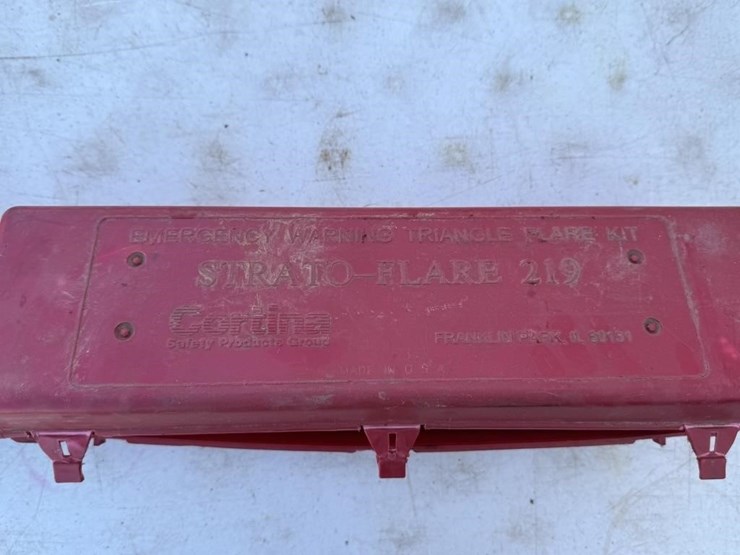 EMERGENCY WARNING TRIANGLE FLARE KIT
STRATO-FLARE 219
Cortina
Safety Products Group
FRANKLIN PARK, IL 60131
MADE IN U.S.A.